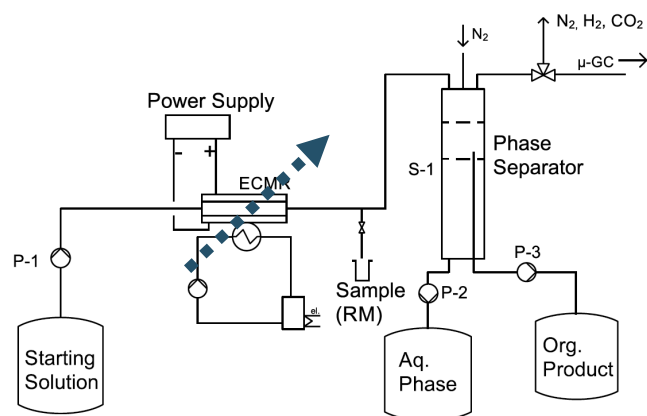 N2, H2, CO2
N2
μ-GC
Power Supply
- +
ECMR
Phase
Separator
S-1
P-1
P-3
P-2
el.
Sample
(RM)
Starting
Solution
Aq.
Phase
Org.
Product